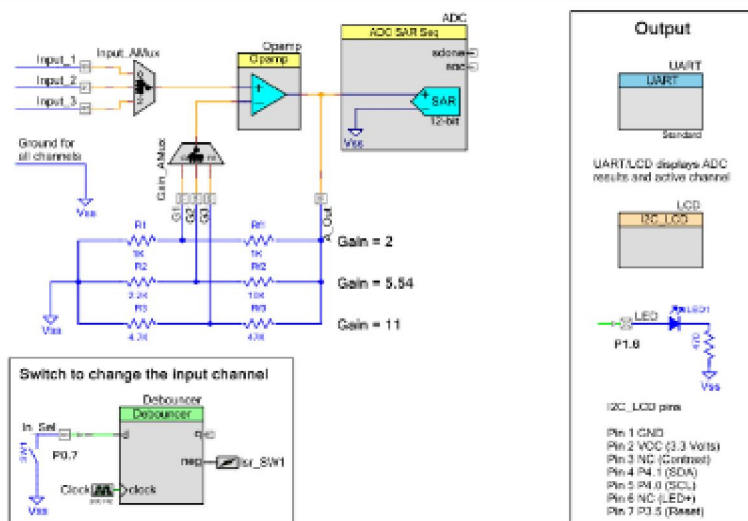 Input_1
Input_2
Input_3
Input_AMux
Ground for
all channels
Vss
Gain_AMux
Opamp
Opamp
ADC
ADC SAR Seq
sdone
eoc
SAR
12-bit
Vss
G1
G2
G3
A_Out
R1
1K
Rf1
1K
Gain = 2
R2
2.2K
Rf2
10K
Gain = 5.54
R3
4.7K
Rf3
47K
Gain = 11
Vss
Switch to change the input channel
Debouncer
Debouncer
In_Sel
P0.7
SW1
Vss
d
q
neg
isr_SW1
Clock
clock
Output
UART
UART
Standard
UART/LCD displays ADC
results and active channel
LCD
I2C_LCD
LED
LED1
P1.6
470
Vss
I2C_LCD pins
Pin 1 GND
Pin 2 VCC (3.3 Volts)
Pin 3 NC (Contrast)
Pin 4 P4.1 (SDA)
Pin 5 P4.0 (SCL)
Pin 6 NC (LED+)
Pin 7 P3.5 (Reset)